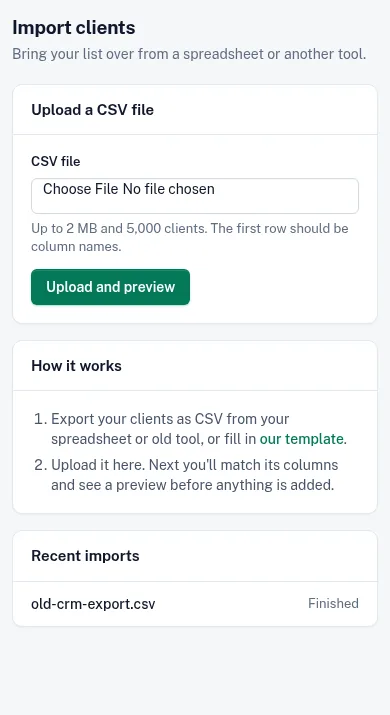 Import clients
Bring your list over from a spreadsheet or another tool.
Upload a CSV file
CSV file
Choose File No file chosen
Up to 2 MB and 5,000 clients. The first row should be
column names.
Upload and preview
How it works
1. Export your clients as CSV from your
spreadsheet or old tool, or fill in our template.
2. Upload it here. Next you'll match its columns
and see a preview before anything is added.
Recent imports
old-crm-export.csv Finished